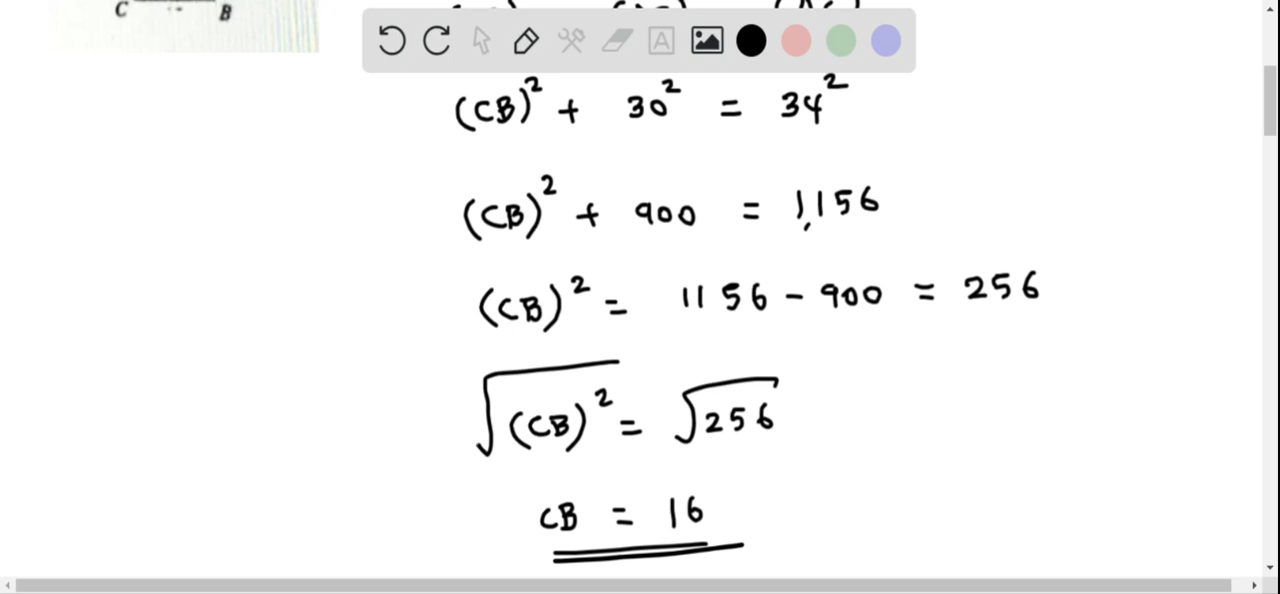 C B
(CB)² + 30² = 34²
(CB)² + 900 = 1,156
(CB)² = 1156 - 900 = 256
√(CB)² = √256
CB = 16